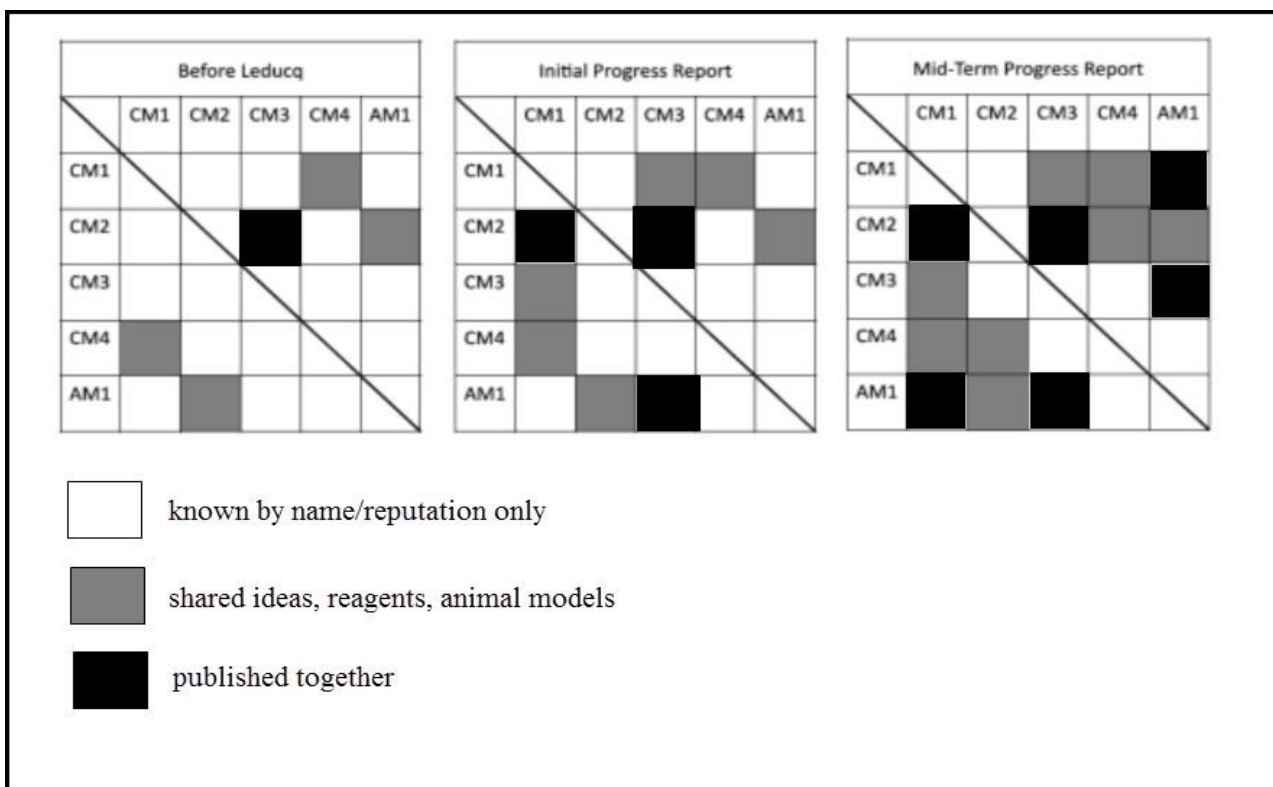 Before Leducq
CM1 CM2 CM3 CM4 AM1
CM1
CM2
CM3
CM4
AM1
Initial Progress Report
CM1 CM2 CM3 CM4 AM1
CM1
CM2
CM3
CM4
AM1
Mid-Term Progress Report
CM1 CM2 CM3 CM4 AM1
CM1
CM2
CM3
CM4
AM1
known by name/reputation only
shared ideas, reagents, animal models
published together